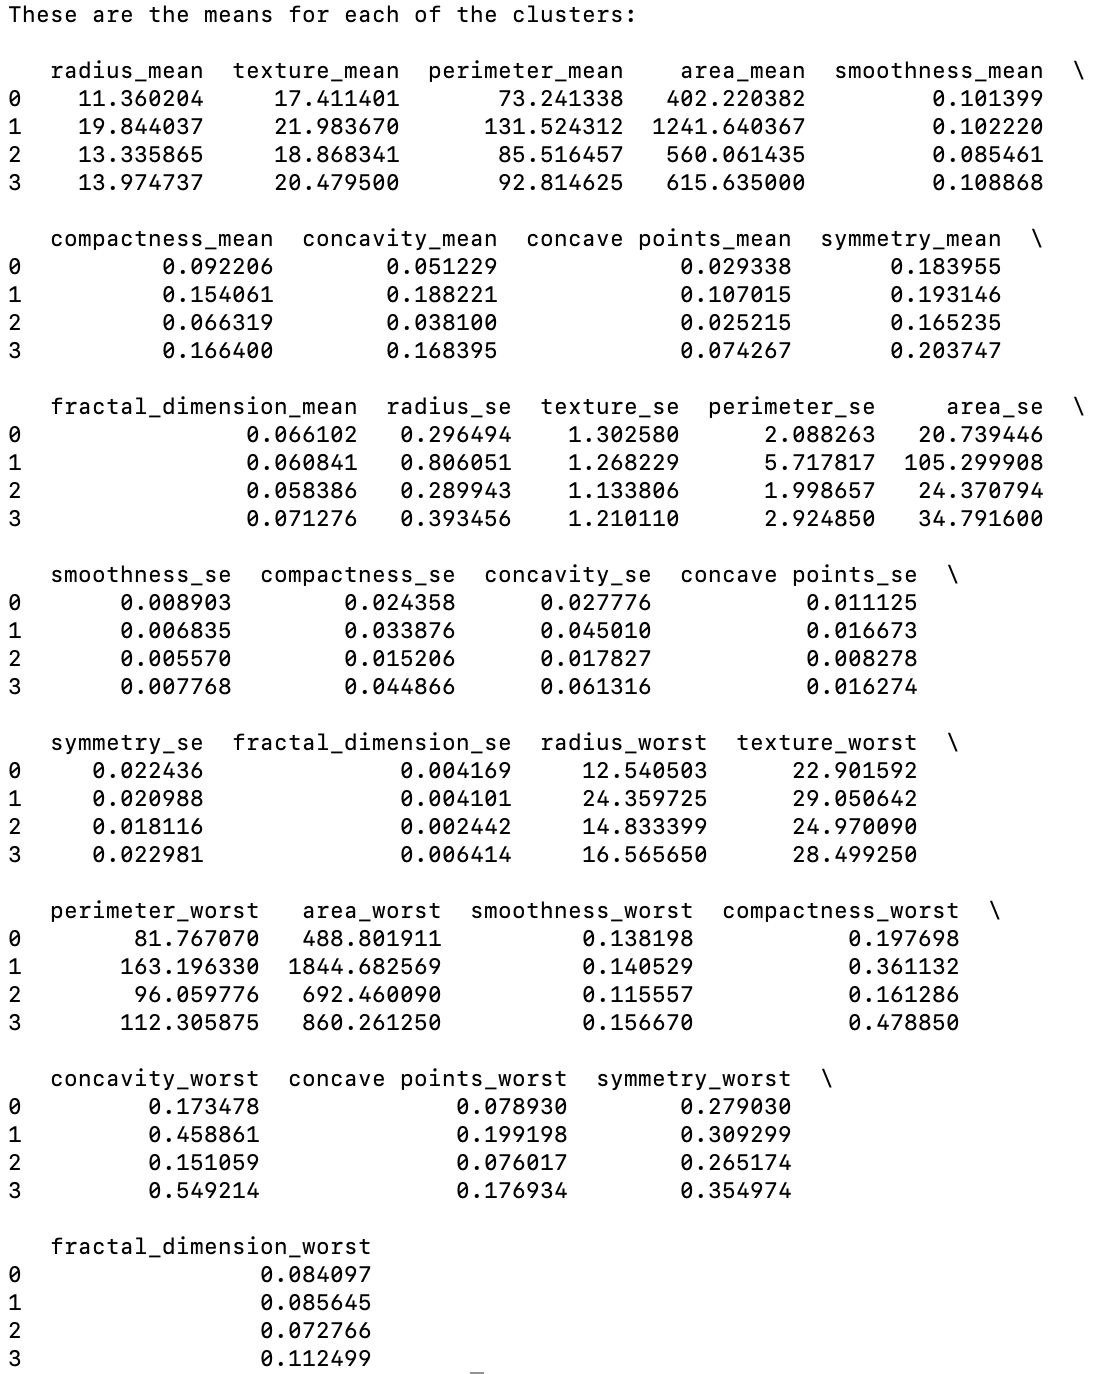 These are the means for each of the clusters:
radius_mean texture_mean perimeter_mean area_mean smoothness_mean \
0 11.360204 17.411401 73.241338 402.220382 0.101399
1 19.844037 21.983670 131.524312 1241.640367 0.102220
2 13.335865 18.868341 85.516457 560.061435 0.085461
3 13.974737 20.479500 92.814625 615.635000 0.108868
compactness_mean concavity_mean concave points_mean symmetry_mean \
0 0.092206 0.051229 0.029338 0.183955
1 0.154061 0.188221 0.107015 0.193146
2 0.066319 0.038100 0.025215 0.165235
3 0.166400 0.168395 0.074267 0.203747
fractal_dimension_mean radius_se texture_se perimeter_se area_se \
0 0.066102 0.296494 1.302580 2.088263 20.739446
1 0.060841 0.806051 1.268229 5.717817 105.299908
2 0.058386 0.289943 1.133806 1.998657 24.370794
3 0.071276 0.393456 1.210110 2.924850 34.791600
smoothness_se compactness_se concavity_se concave points_se \
0 0.008903 0.024358 0.027776 0.011125
1 0.006835 0.033876 0.045010 0.016673
2 0.005570 0.015206 0.017827 0.008278
3 0.007768 0.044866 0.061316 0.016274
symmetry_se fractal_dimension_se radius_worst texture_worst \
0 0.022436 0.004169 12.540503 22.901592
1 0.020988 0.004101 24.359725 29.050642
2 0.018116 0.002442 14.833399 24.970090
3 0.022981 0.006414 16.565650 28.499250
perimeter_worst area_worst smoothness_worst compactness_worst \
0 81.767070 488.801911 0.138198 0.197698
1 163.196330 1844.682569 0.140529 0.361132
2 96.059776 692.460090 0.115557 0.161286
3 112.305875 860.261250 0.156670 0.478850
concavity_worst concave points_worst symmetry_worst \
0 0.173478 0.078930 0.279030
1 0.458861 0.199198 0.309299
2 0.151059 0.076017 0.265174
3 0.549214 0.176934 0.354974
fractal_dimension_worst
0 0.084097
1 0.085645
2 0.072766
3 0.112499